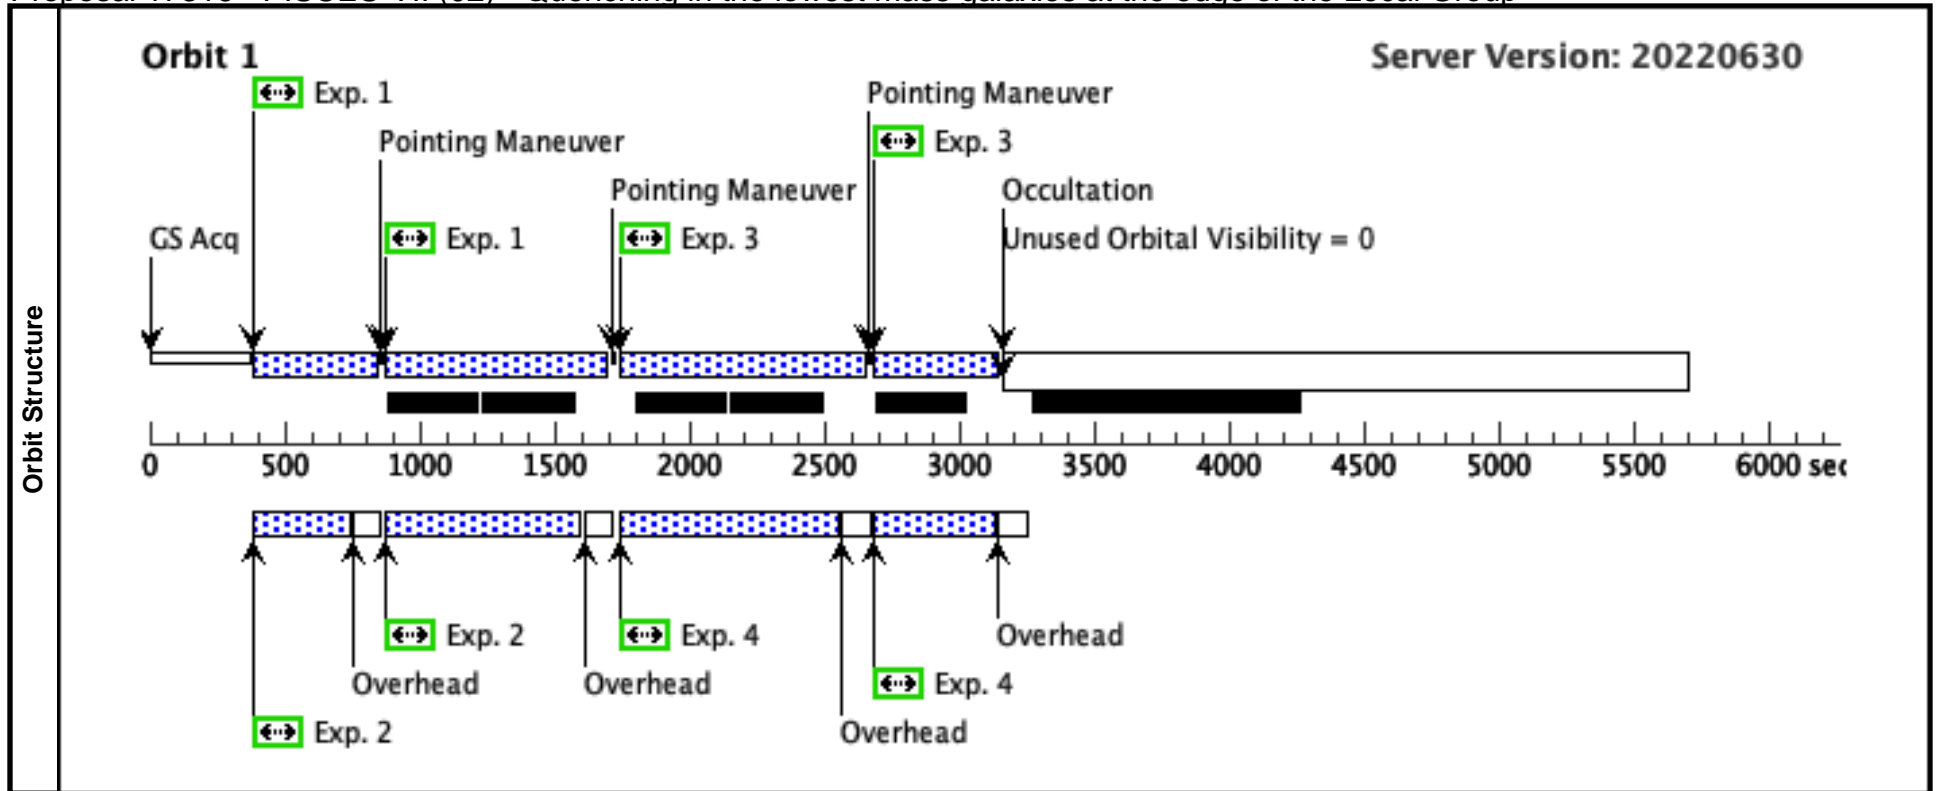 Orbit 1
Server Version: 20220630
Exp. 1
Pointing Maneuver
Pointing Maneuver
Exp. 3
Pointing Maneuver
Occultation
GS Acq
Exp. 1
Exp. 3
Unused Orbital Visibility = 0
Orbit Structure
0 500 1000 1500 2000 2500 3000 3500 4000 4500 5000 5500 6000 sec
Exp. 2
Exp. 4
Overhead
Overhead
Overhead
Exp. 4
Exp. 2
Overhead